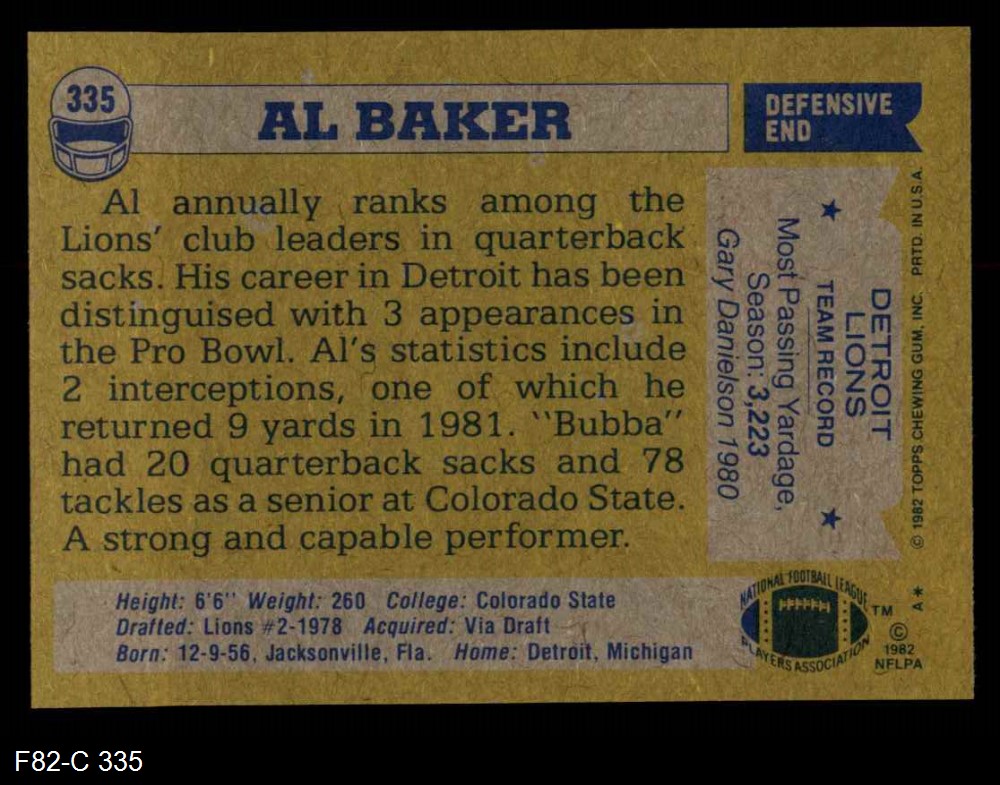 335
AL BAKER
DEFENSIVE
END
Al annually ranks among the
Lions' club leaders in quarterback
sacks. His career in Detroit has been
distinguised with 3 appearances in
the Pro Bowl. Al's statistics include
2 interceptions, one of which he
returned 9 yards in 1981. "Bubba"
had 20 quarterback sacks and 78
tackles as a senior at Colorado State.
A strong and capable performer.
DETROIT
LIONS
★ TEAM RECORD ★
Most Passing Yardage,
Season: 3,223
Gary Danielson 1980
© 1982 TOPPS CHEWING GUM, INC. PRTD. IN U.S.A.
Height: 6'6" Weight: 260 College: Colorado State
Drafted: Lions #2-1978 Acquired: Via Draft
Born: 12-9-56, Jacksonville, Fla. Home: Detroit, Michigan
NATIONAL FOOTBALL LEAGUE
PLAYERS ASSOCIATION
TM
A*
©
1982
NFLPA
F82-C 335